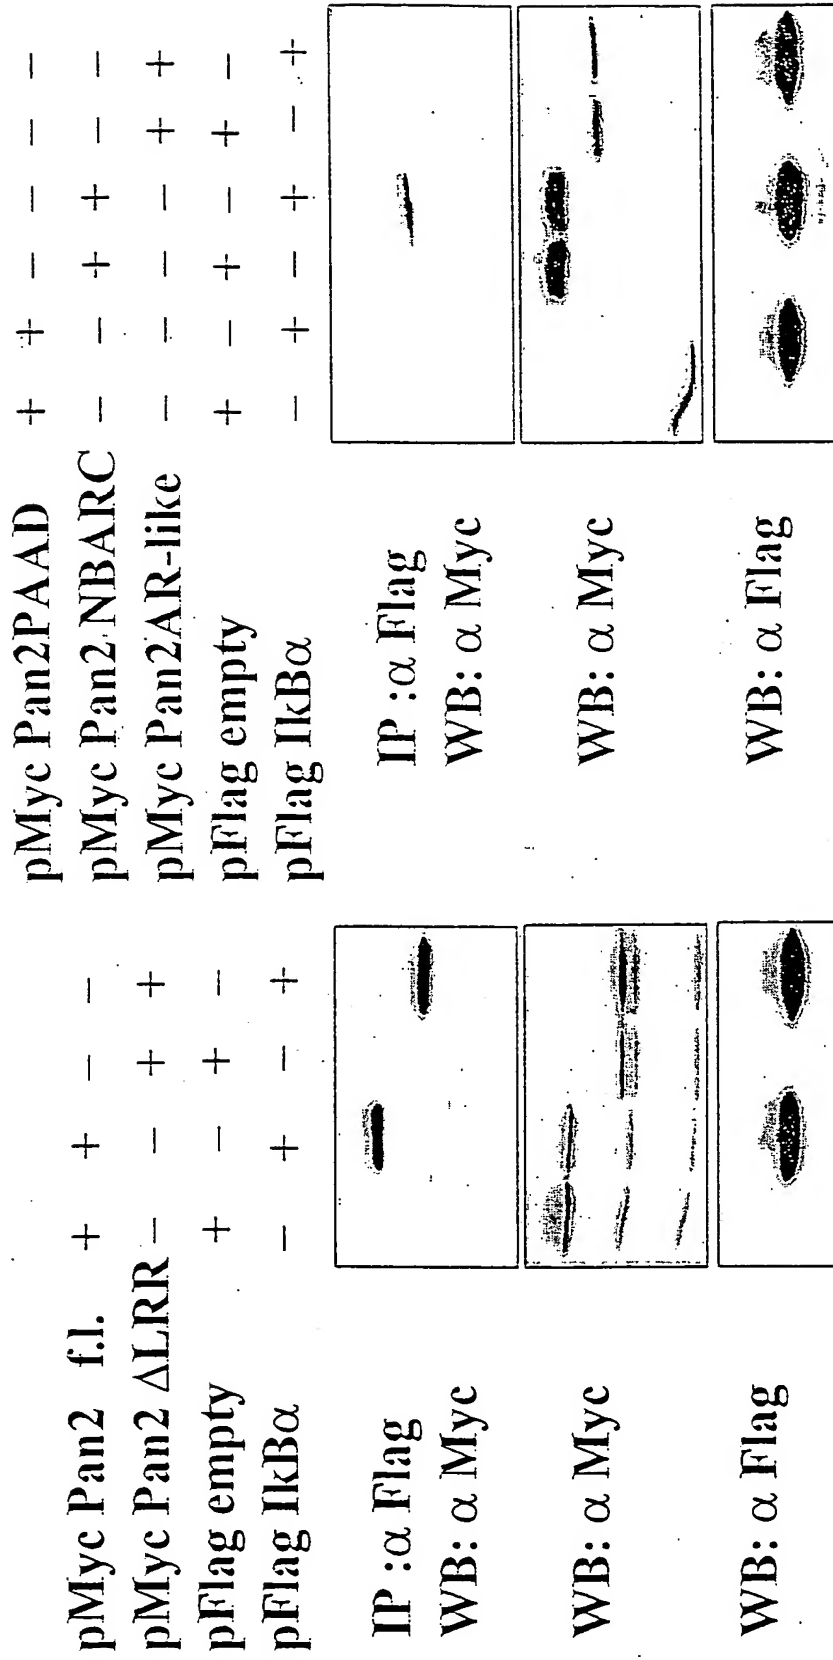 pMyc Pan2 f.l. + + − −
pMyc Pan2 ΔLRR − − + +
pFlag empty + − + −
pFlag IkBα − + − +
IP :α Flag
WB: α Myc
WB: α Myc
WB: α Flag
pMyc Pan2PAAD + + − − − −
pMyc Pan2 NBARC − − + + − −
pMyc Pan2AR-like − − − − + +
pFlag empty + − + − + −
pFlag IkBα − + − + − +
IP :α Flag
WB: α Myc
WB: α Myc
WB: α Flag